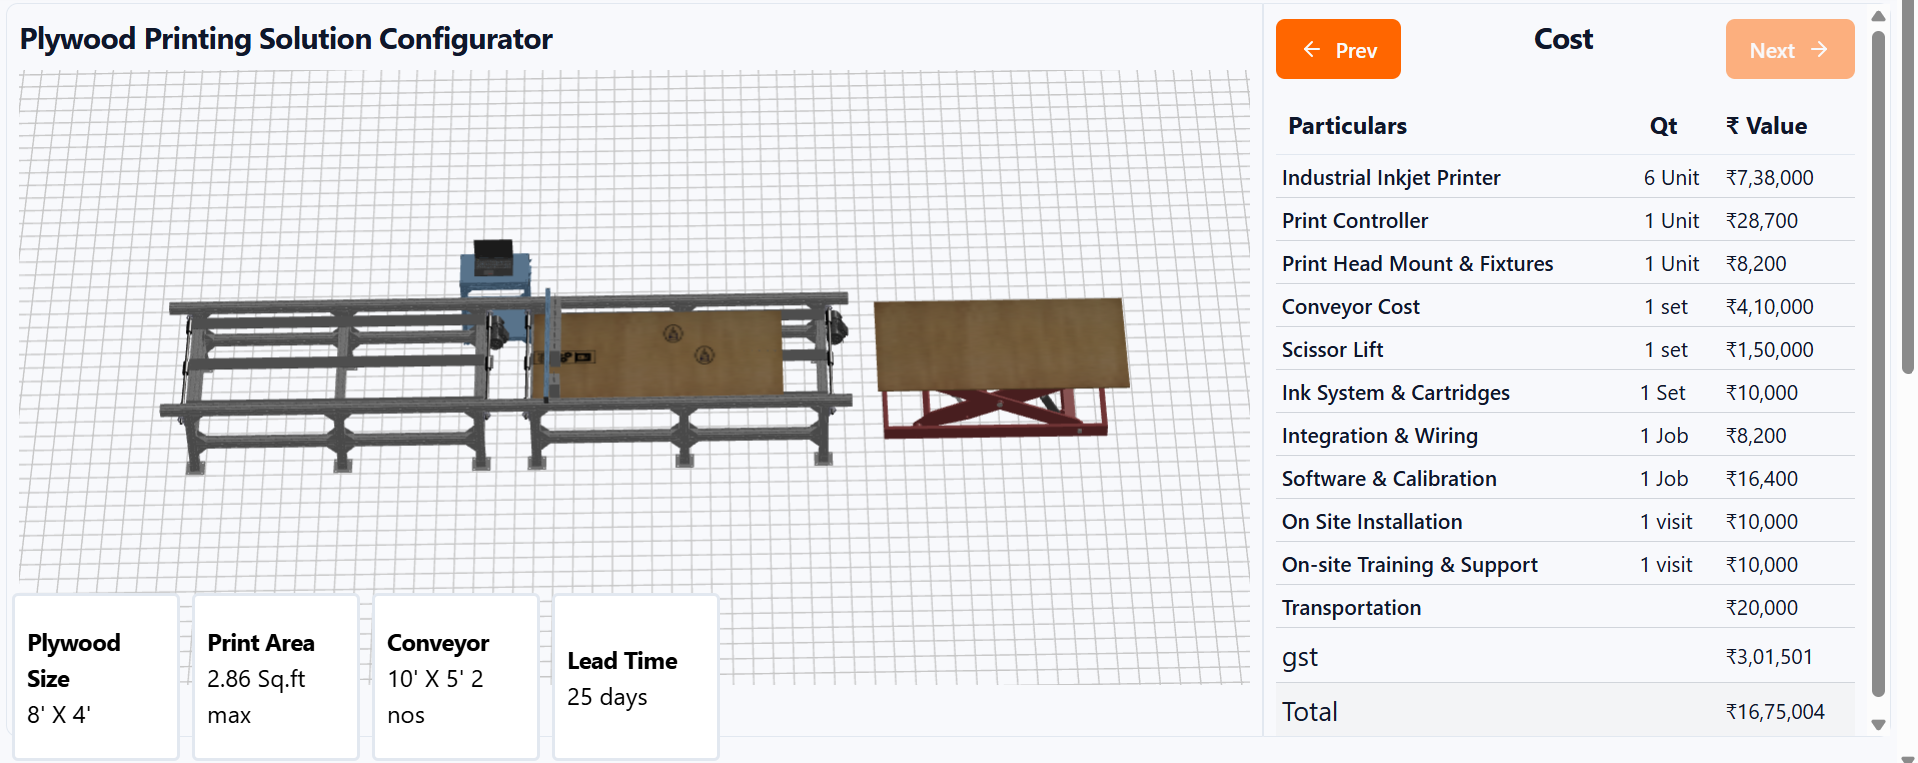 Plywood Printing Solution Configurator
← Prev
Cost
Next →
Particulars Qt ₹ Value
Industrial Inkjet Printer 6 Unit ₹7,38,000
Print Controller 1 Unit ₹28,700
Print Head Mount & Fixtures 1 Unit ₹8,200
Conveyor Cost 1 set ₹4,10,000
Scissor Lift 1 set ₹1,50,000
Ink System & Cartridges 1 Set ₹10,000
Integration & Wiring 1 Job ₹8,200
Software & Calibration 1 Job ₹16,400
On Site Installation 1 visit ₹10,000
On-site Training & Support 1 visit ₹10,000
Transportation ₹20,000
gst ₹3,01,501
Total ₹16,75,004
Plywood
Size
8' X 4'
Print Area
2.86 Sq.ft
max
Conveyor
10' X 5' 2
nos
Lead Time
25 days